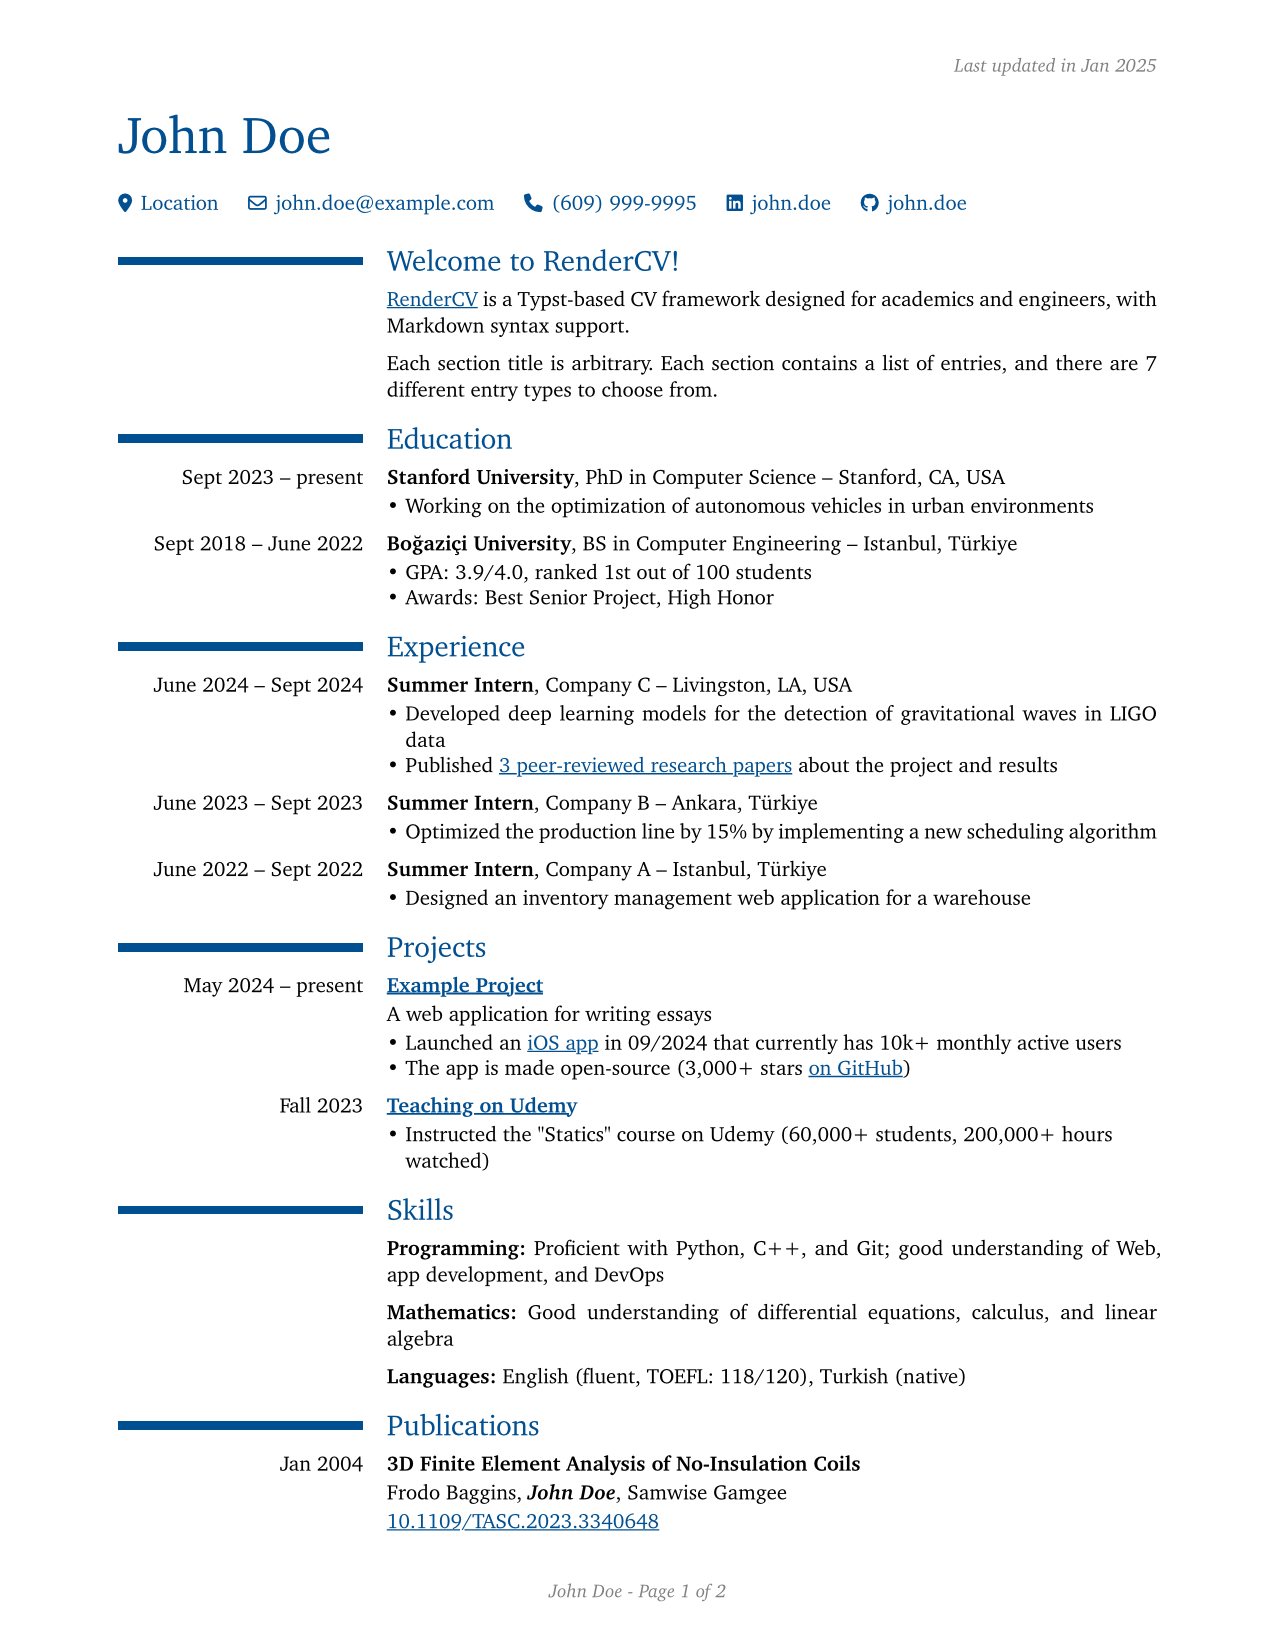 Last updated in Jan 2025
John Doe
Location john.doe@example.com (609) 999-9995 john.doe john.doe
Welcome to RenderCV!
RenderCV is a Typst-based CV framework designed for academics and engineers, with
Markdown syntax support.
Each section title is arbitrary. Each section contains a list of entries, and there are 7
different entry types to choose from.
Education
Sept 2023 – present Stanford University, PhD in Computer Science – Stanford, CA, USA
• Working on the optimization of autonomous vehicles in urban environments
Sept 2018 – June 2022 Boğaziçi University, BS in Computer Engineering – Istanbul, Türkiye
• GPA: 3.9/4.0, ranked 1st out of 100 students
• Awards: Best Senior Project, High Honor
Experience
June 2024 – Sept 2024 Summer Intern, Company C – Livingston, LA, USA
• Developed deep learning models for the detection of gravitational waves in LIGO
data
• Published 3 peer-reviewed research papers about the project and results
June 2023 – Sept 2023 Summer Intern, Company B – Ankara, Türkiye
• Optimized the production line by 15% by implementing a new scheduling algorithm
June 2022 – Sept 2022 Summer Intern, Company A – Istanbul, Türkiye
• Designed an inventory management web application for a warehouse
Projects
May 2024 – present Example Project
A web application for writing essays
• Launched an iOS app in 09/2024 that currently has 10k+ monthly active users
• The app is made open-source (3,000+ stars on GitHub)
Fall 2023 Teaching on Udemy
• Instructed the "Statics" course on Udemy (60,000+ students, 200,000+ hours
watched)
Skills
Programming: Proficient with Python, C++, and Git; good understanding of Web,
app development, and DevOps
Mathematics: Good understanding of differential equations, calculus, and linear
algebra
Languages: English (fluent, TOEFL: 118/120), Turkish (native)
Publications
Jan 2004 3D Finite Element Analysis of No-Insulation Coils
Frodo Baggins, John Doe, Samwise Gamgee
10.1109/TASC.2023.3340648
John Doe - Page 1 of 2